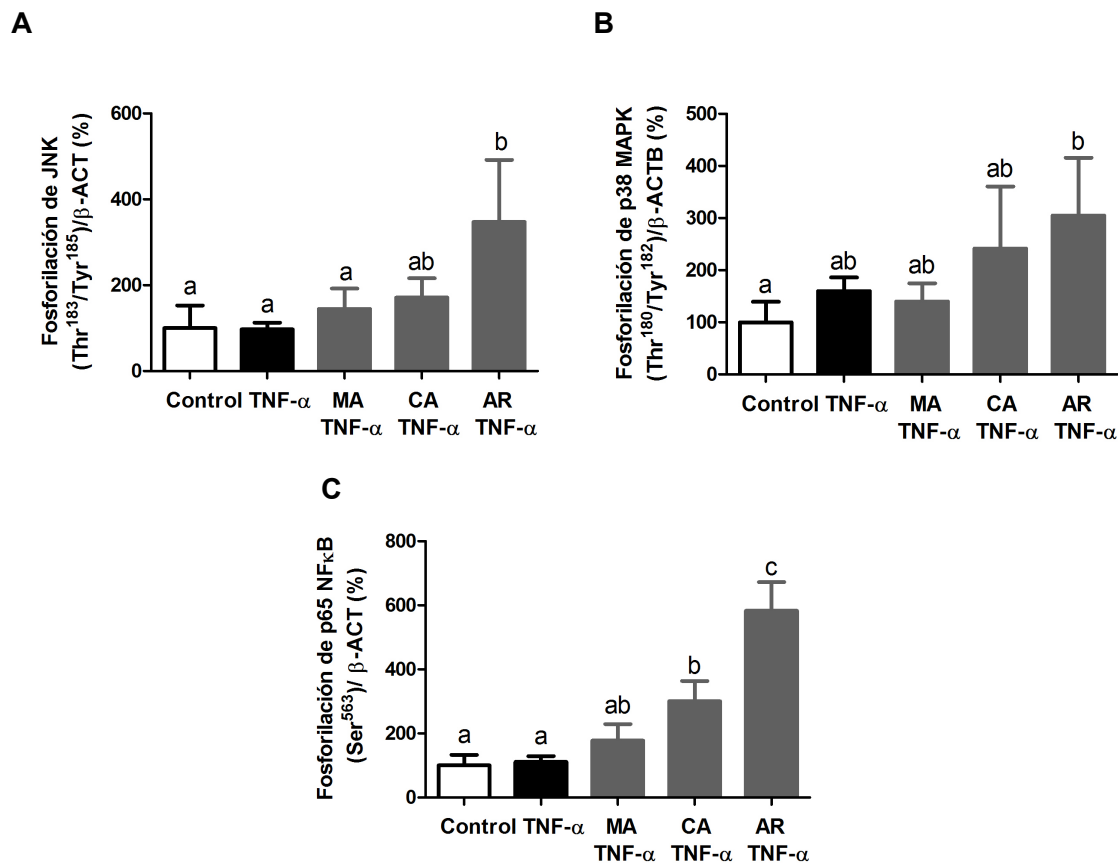 A
Fosforilación de JNK
(Thr183/Tyr185)/β-ACT (%)
600
400
200
0
a
a
a
ab
b
Control TNF-α MA CA AR
TNF-α TNF-α TNF-α
B
Fosforilación de p38 MAPK
(Thr180/Tyr182)/β-ACTB (%)
500
400
300
200
100
0
a
ab
ab
ab
b
Control TNF-α MA CA AR
TNF-α TNF-α TNF-α
C
Fosforilación de p65 NFκB
(Ser563)/ β-ACT (%)
800
600
400
200
0
a
a
ab
b
c
Control TNF-α MA CA AR
TNF-α TNF-α TNF-α